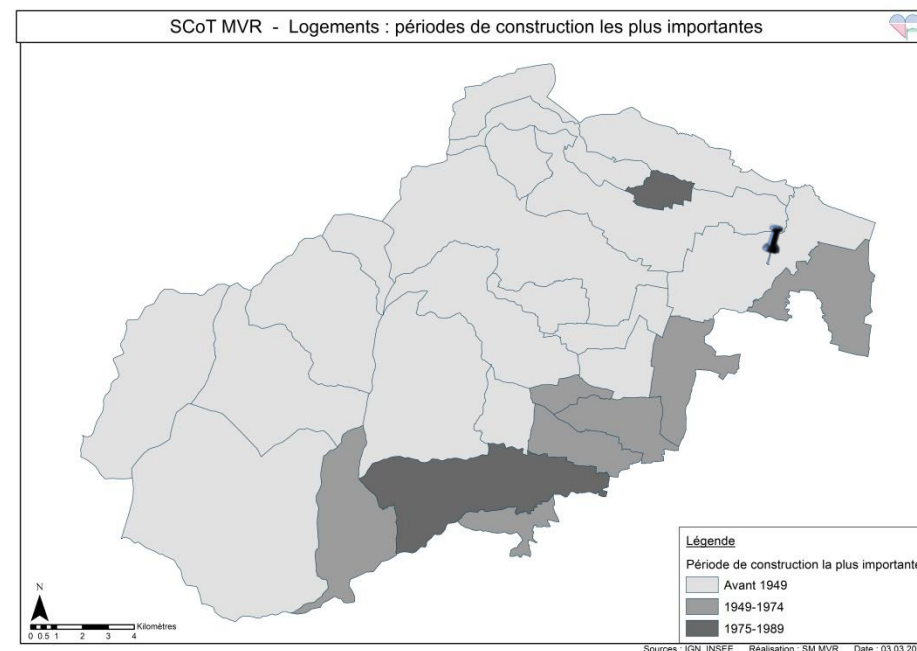 SCoT MVR - Logements : périodes de construction les plus importantes
Légende
Période de construction la plus importante
Avant 1949
1949-1974
1975-1989
N
0 0.5 1 2 3 4 Kilomètres
Sources : IGN, INSEE Réalisation : SM MVR Date : 03.03.20